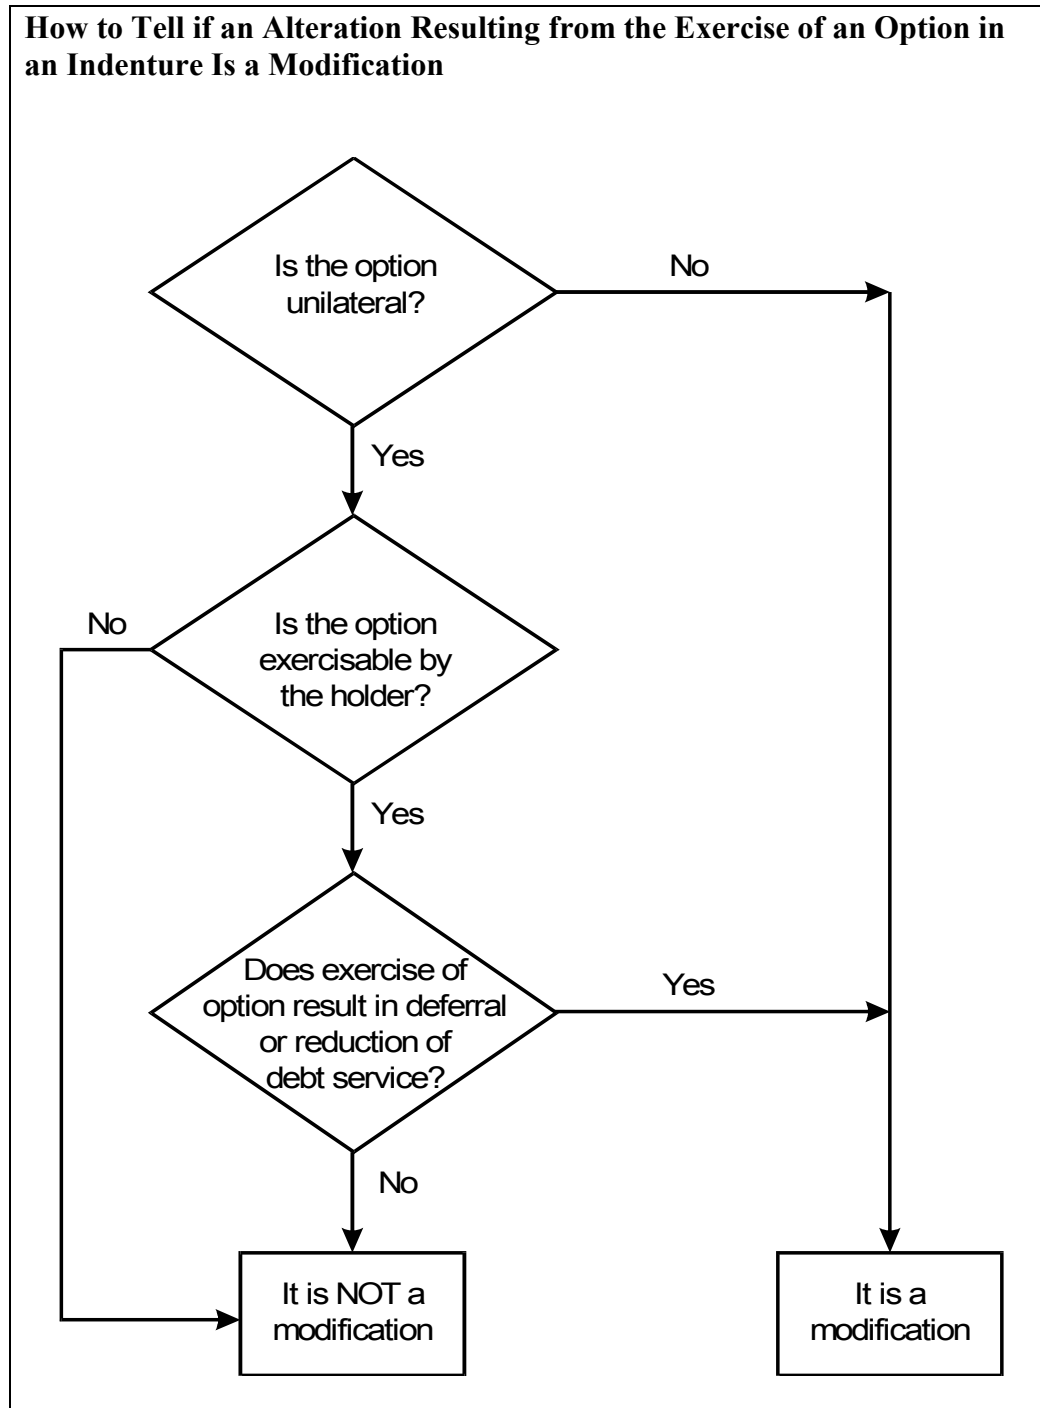 How to Tell if an Alteration Resulting from the Exercise of an Option in
an Indenture Is a Modification
Is the option
unilateral?
No
Yes
No
Is the option
exercisable by
the holder?
Yes
Does exercise of
option result in deferral
or reduction of
debt service?
Yes
No
It is NOT a
modification
It is a
modification